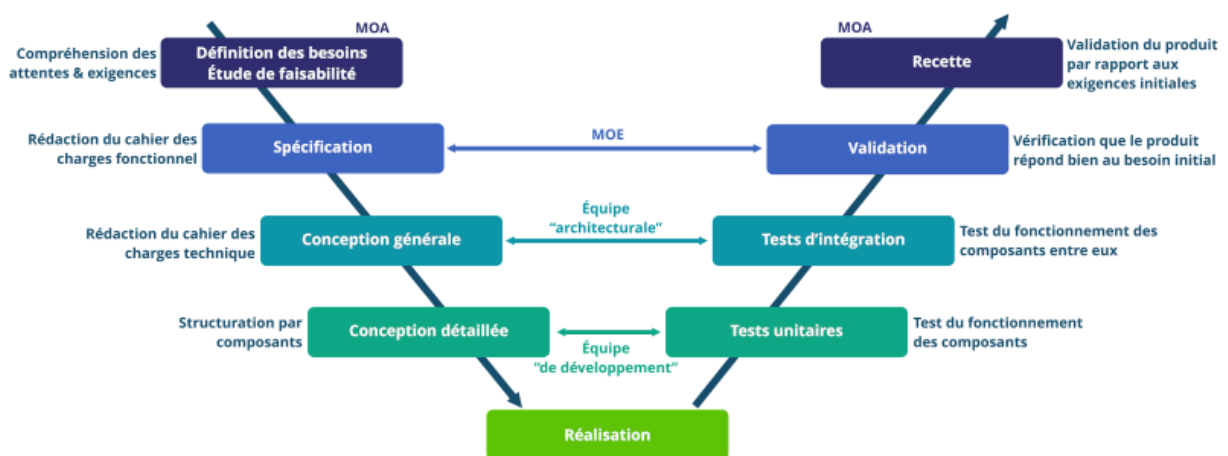 MOA
MOA
Compréhension des
attentes & exigences
Définition des besoins
Étude de faisabilité
Recette
Validation du produit
par rapport aux
exigences initiales
Rédaction du cahier des
charges fonctionnel
Spécification
MOE
Validation
Vérification que le produit
répond bien au besoin initial
Rédaction du cahier des
charges technique
Conception générale
Équipe
“architecturale”
Tests d’intégration
Test du fonctionnement des
composants entre eux
Structuration par
composants
Conception détaillée
Équipe
“de développement”
Tests unitaires
Test du fonctionnement
des composants
Réalisation